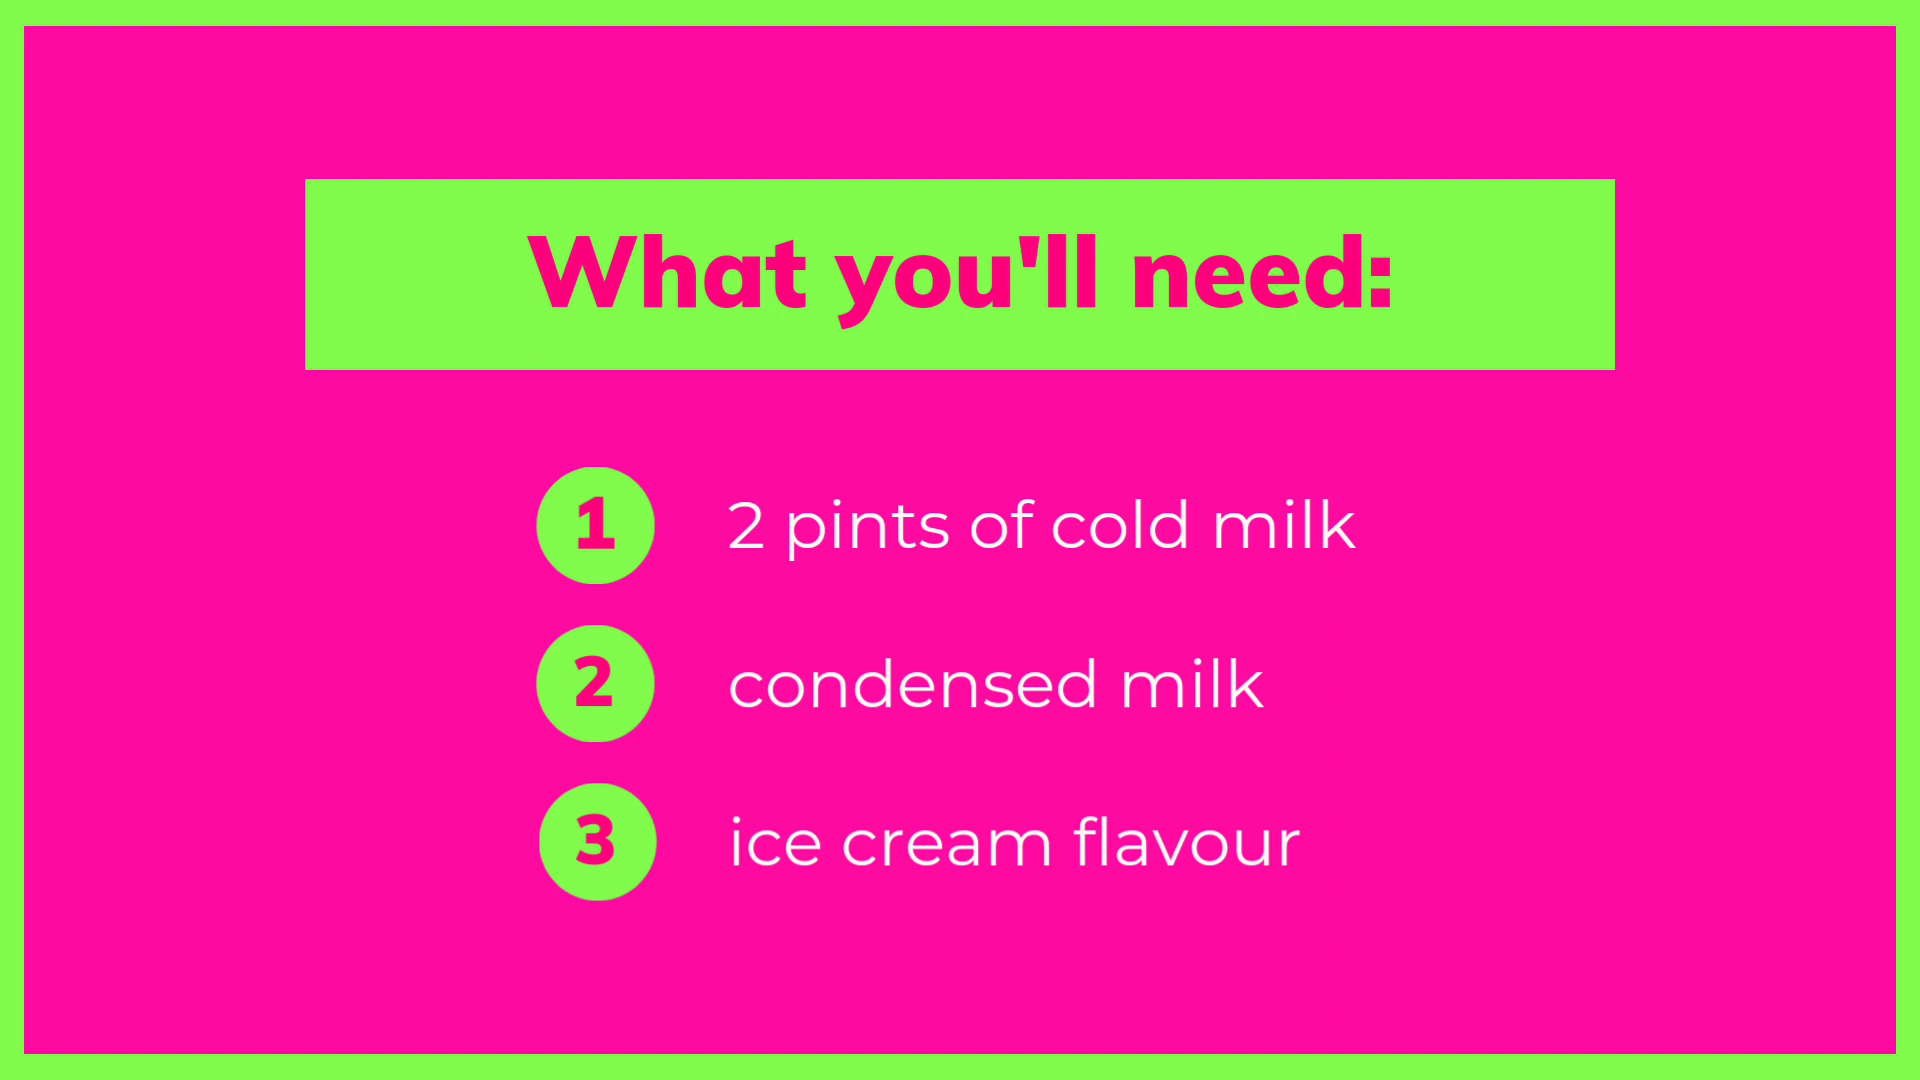 What you'll need:
1 2 pints of cold milk
2 condensed milk
3 ice cream flavour